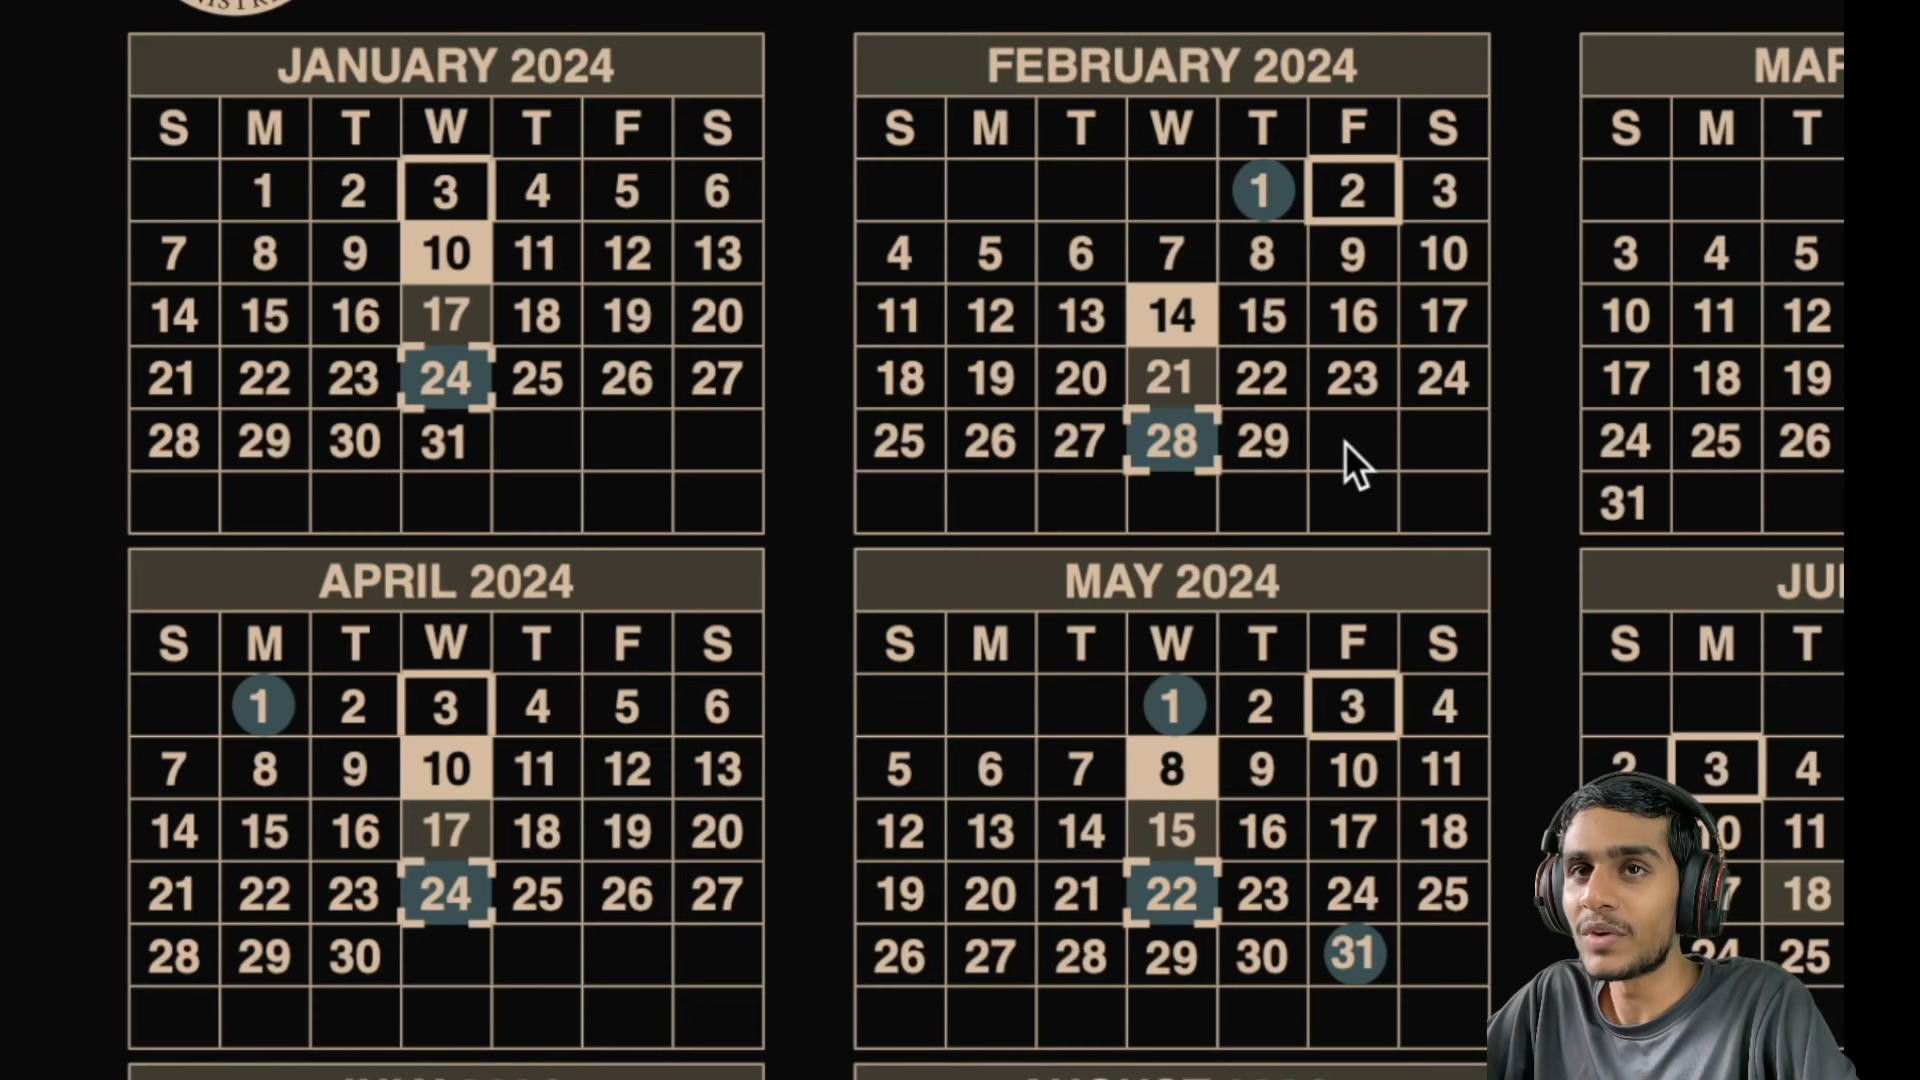 JANUARY 2024
S M T W T F S
1 2 3 4 5 6
7 8 9 10 11 12 13
14 15 16 17 18 19 20
21 22 23 24 25 26 27
28 29 30 31
FEBRUARY 2024
S M T W T F S
1 2 3
4 5 6 7 8 9 10
11 12 13 14 15 16 17
18 19 20 21 22 23 24
25 26 27 28 29
S M T
3 4 5
10 11 12
17 18 19
24 25 26
31
APRIL 2024
S M T W T F S
1 2 3 4 5 6
7 8 9 10 11 12 13
14 15 16 17 18 19 20
21 22 23 24 25 26 27
28 29 30
MAY 2024
S M T W T F S
1 2 3 4
5 6 7 8 9 10 11
12 13 14 15 16 17 18
19 20 21 22 23 24 25
26 27 28 29 30 31
S M T
2 3 4
11
18
25